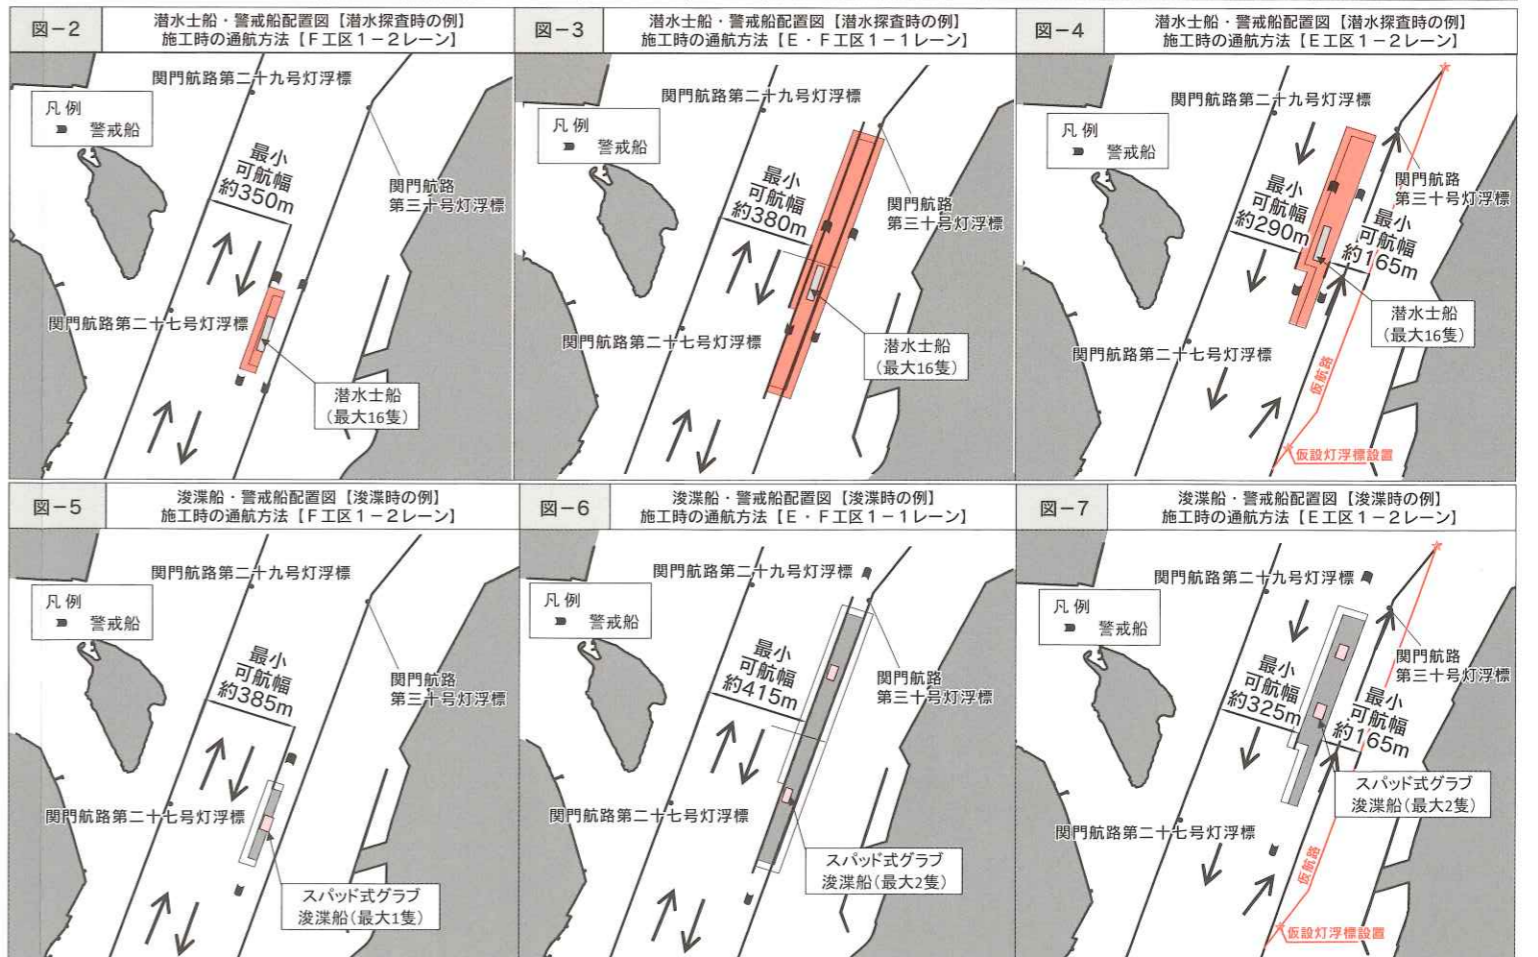 図-2
潜水士船・警戒船配置図【潜水探査時の例】
施工時の通航方法【F工区1-2レーン】
関門航路第二十九号灯浮標
凡例
警戒船
最小
可航幅
約350m
関門航路
第三十号灯浮標
関門航路第二十七号灯浮標
潜水士船
(最大16隻)
図-3
潜水士船・警戒船配置図【潜水探査時の例】
施工時の通航方法【E・F工区1-1レーン】
関門航路第二十九号灯浮標
凡例
警戒船
最小
可航幅
約380m
関門航路
第三十号灯浮標
関門航路第二十七号灯浮標
潜水士船
(最大16隻)
図-4
潜水士船・警戒船配置図【潜水探査時の例】
施工時の通航方法【E工区1-2レーン】
関門航路第二十九号灯浮標
凡例
警戒船
最小
可航幅
約290m
関門航路
第三十号灯浮標
最小
可航幅
約165m
潜水士船
(最大16隻)
関門航路第二十七号灯浮標
仮航路
仮設灯浮標設置
図-5
浚渫船・警戒船配置図【浚渫時の例】
施工時の通航方法【F工区1-2レーン】
関門航路第二十九号灯浮標
凡例
警戒船
最小
可航幅
約385m
関門航路
第三十号灯浮標
関門航路第二十七号灯浮標
スパッド式グラブ
浚渫船(最大1隻)
図-6
浚渫船・警戒船配置図【浚渫時の例】
施工時の通航方法【E・F工区1-1レーン】
関門航路第二十九号灯浮標
凡例
警戒船
最小
可航幅
約415m
関門航路
第三十号灯浮標
関門航路第二十七号灯浮標
スパッド式グラブ
浚渫船(最大2隻)
図-7
浚渫船・警戒船配置図【浚渫時の例】
施工時の通航方法【E工区1-2レーン】
関門航路第二十九号灯浮標
凡例
警戒船
最小
可航幅
約325m
関門航路
第三十号灯浮標
最小
可航幅
約165m
スパッド式グラブ
浚渫船(最大2隻)
関門航路第二十七号灯浮標
仮航路
仮設灯浮標設置